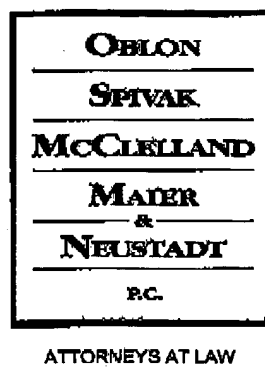 OBLON
SPIVAK
MCCLELLAND
MAIER
&
NEUSTADT
P.C.
ATTORNEYS AT LAW